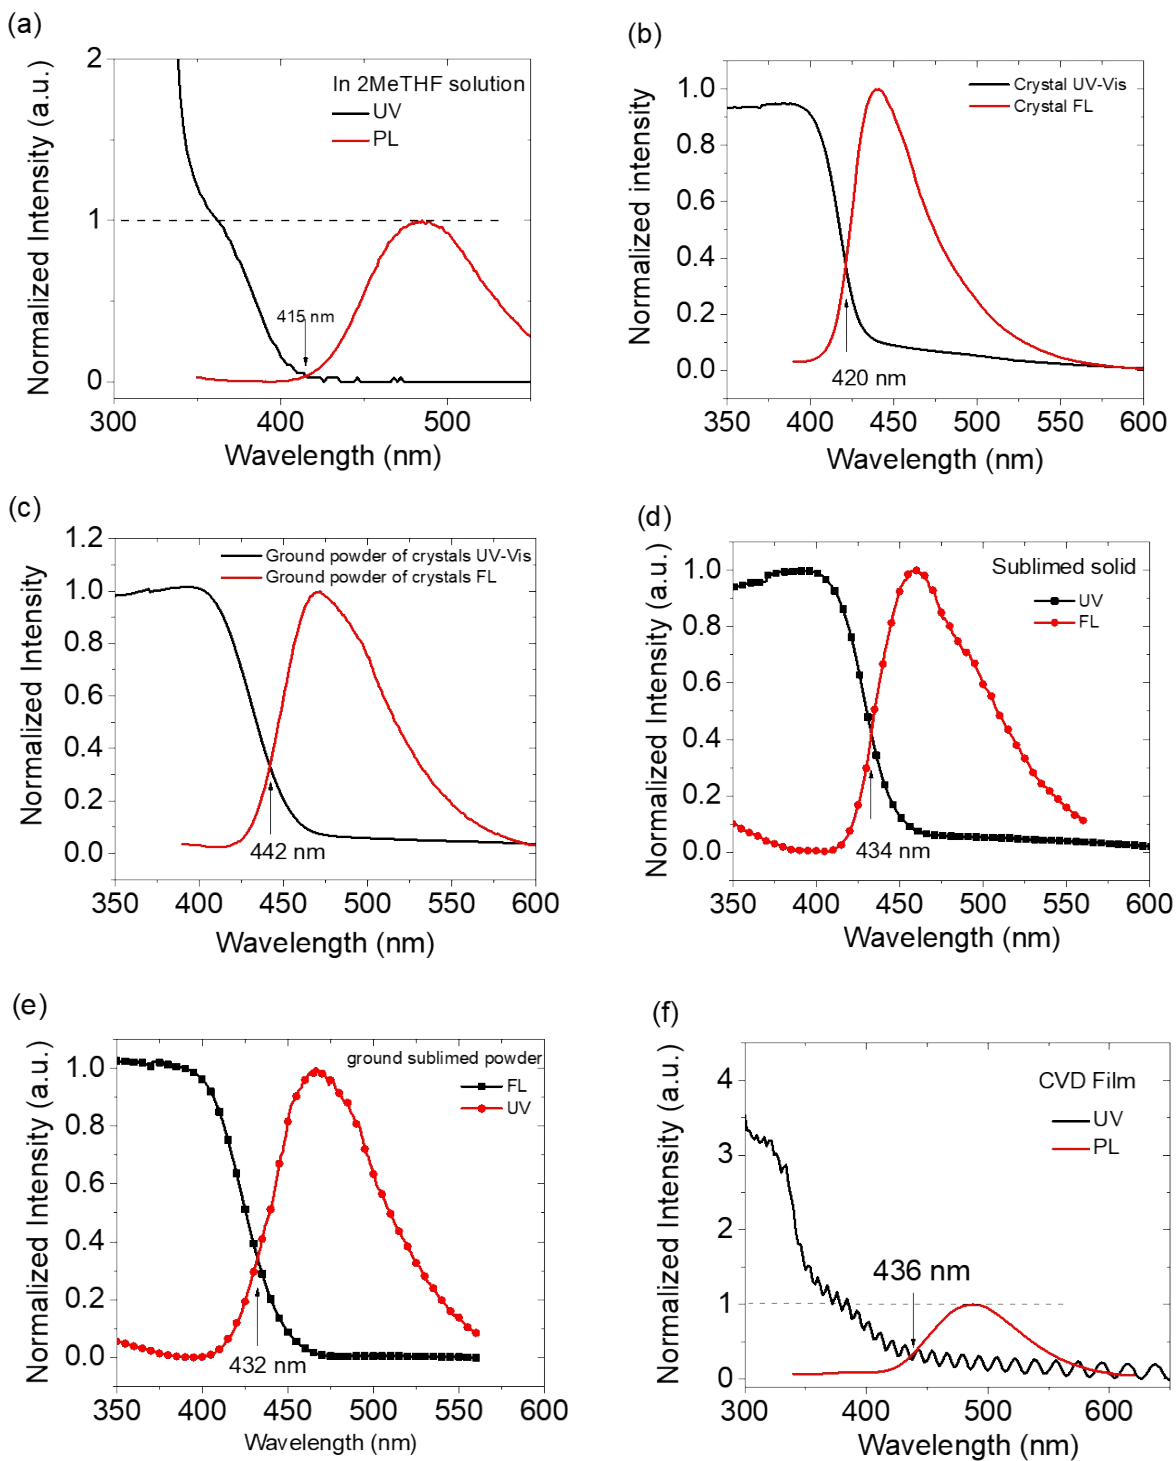 (a)
Normalized Intensity (a.u.)
2
1
0
In 2MeTHF solution
UV
PL
415 nm
300 400 500
Wavelength (nm)
(b)
Normalized intensity
1.0
0.8
0.6
0.4
0.2
0.0
Crystal UV-Vis
Crystal FL
420 nm
350 400 450 500 550 600
Wavelength (nm)
(c)
Normalized Intensity
1.2
1.0
0.8
0.6
0.4
0.2
0.0
Ground powder of crystals UV-Vis
Ground powder of crystals FL
442 nm
350 400 450 500 550 600
Wavelength (nm)
(d)
Normalized Intensity (a.u.)
1.0
0.8
0.6
0.4
0.2
0.0
Sublimed solid
UV
FL
434 nm
350 400 450 500 550 600
Wavelength (nm)
(e)
Normalized Intensity (a.u.)
1.0
0.8
0.6
0.4
0.2
0.0
ground sublimed powder
FL
UV
432 nm
350 400 450 500 550 600
Wavelength (nm)
(f)
Normalized Intensity (a.u.)
4
3
2
1
0
CVD Film
UV
PL
436 nm
300 400 500 600
Wavelength (nm)